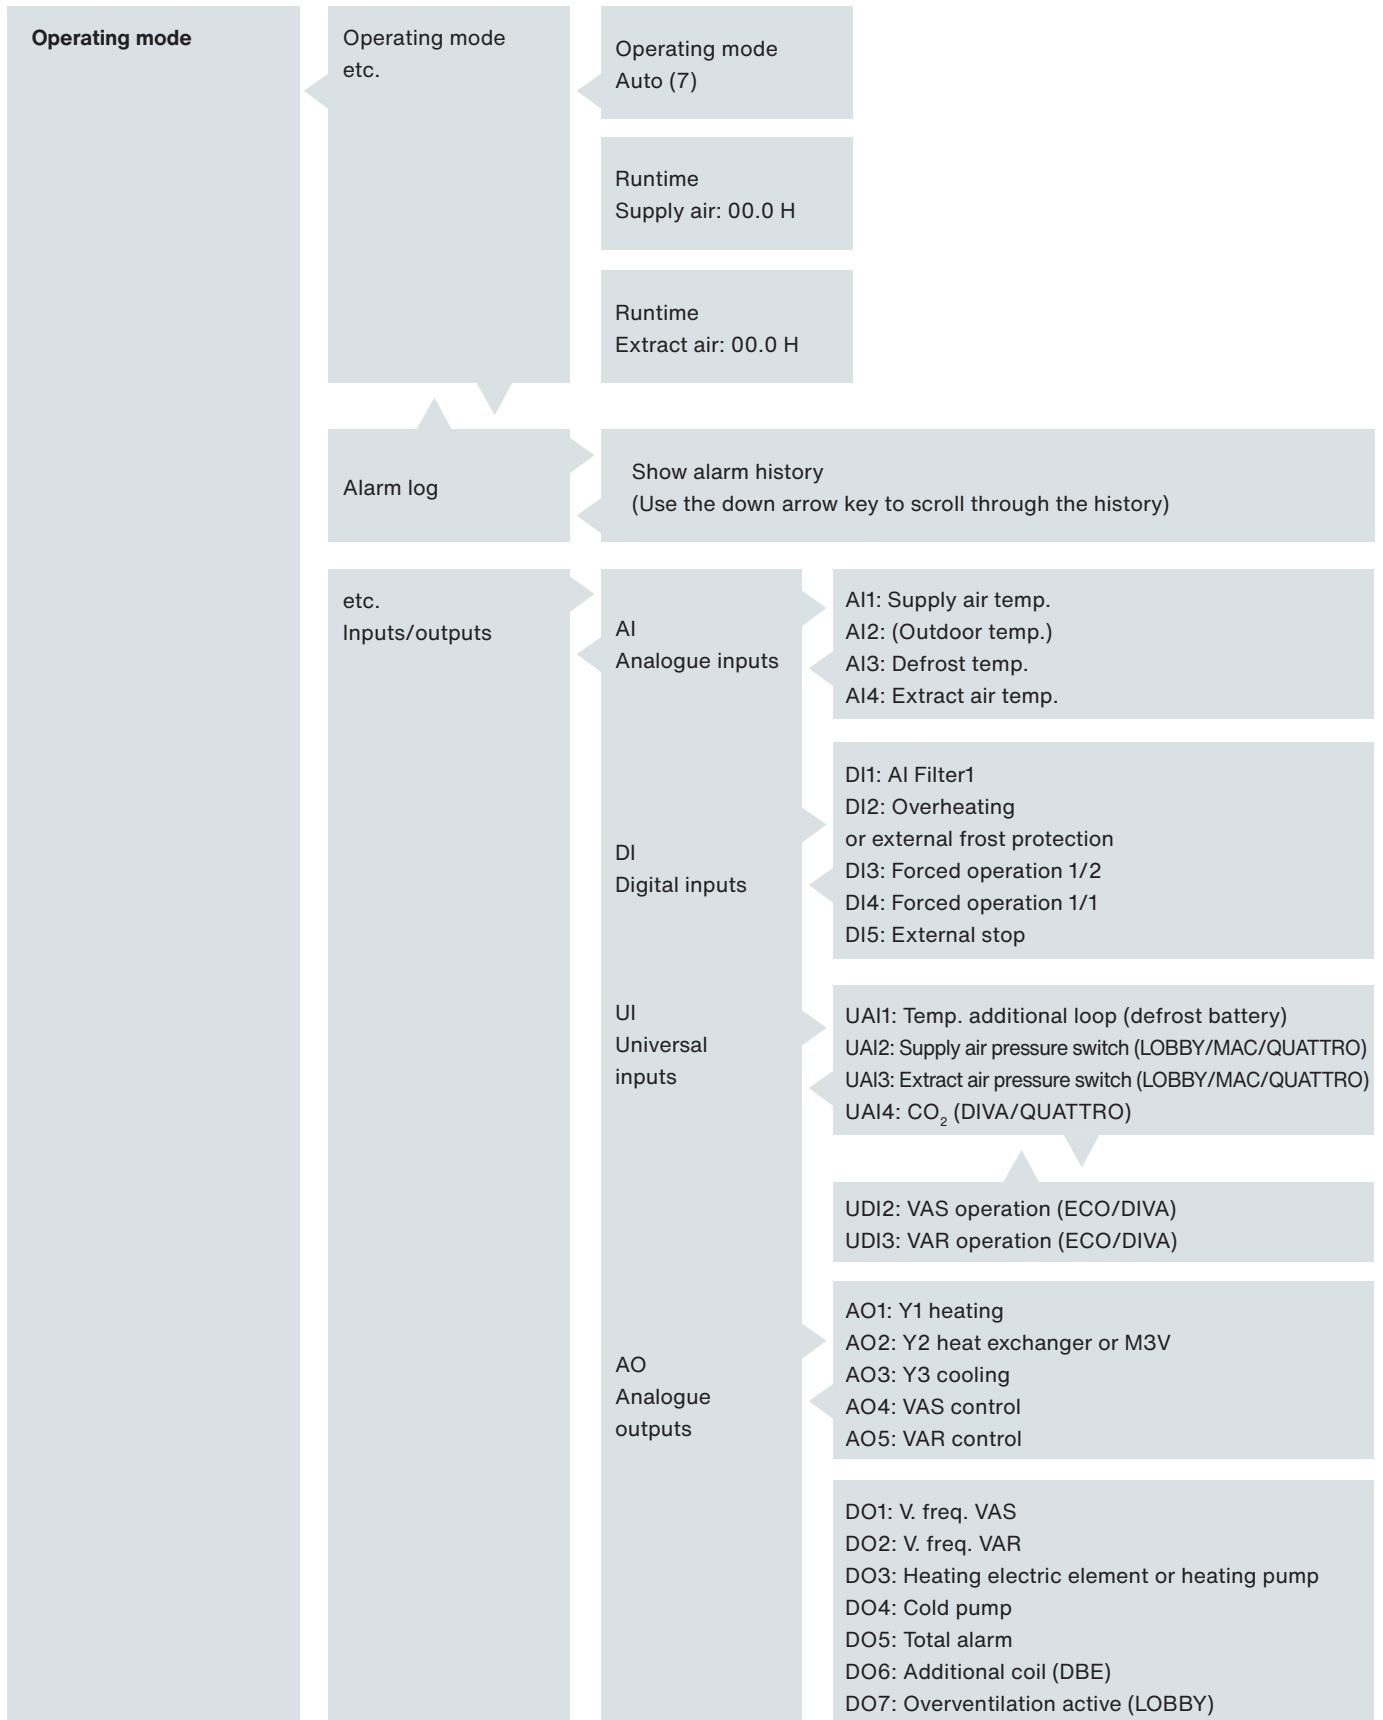 Operating mode
Operating mode
etc.
Operating mode
Auto (7)
Runtime
Supply air: 00.0 H
Runtime
Extract air: 00.0 H
Alarm log
Show alarm history
(Use the down arrow key to scroll through the history)
etc.
Inputs/outputs
AI
Analogue inputs
AI1: Supply air temp.
AI2: (Outdoor temp.)
AI3: Defrost temp.
AI4: Extract air temp.
DI
Digital inputs
DI1: AI Filter1
DI2: Overheating
or external frost protection
DI3: Forced operation 1/2
DI4: Forced operation 1/1
DI5: External stop
UI
Universal
inputs
UAI1: Temp. additional loop (defrost battery)
UAI2: Supply air pressure switch (LOBBY/MAC/QUATTRO)
UAI3: Extract air pressure switch (LOBBY/MAC/QUATTRO)
UAI4: CO₂ (DIVA/QUATTRO)
UDI2: VAS operation (ECO/DIVA)
UDI3: VAR operation (ECO/DIVA)
AO
Analogue
outputs
AO1: Y1 heating
AO2: Y2 heat exchanger or M3V
AO3: Y3 cooling
AO4: VAS control
AO5: VAR control
DO1: V. freq. VAS
DO2: V. freq. VAR
DO3: Heating electric element or heating pump
DO4: Cold pump
DO5: Total alarm
DO6: Additional coil (DBE)
DO7: Overventilation active (LOBBY)